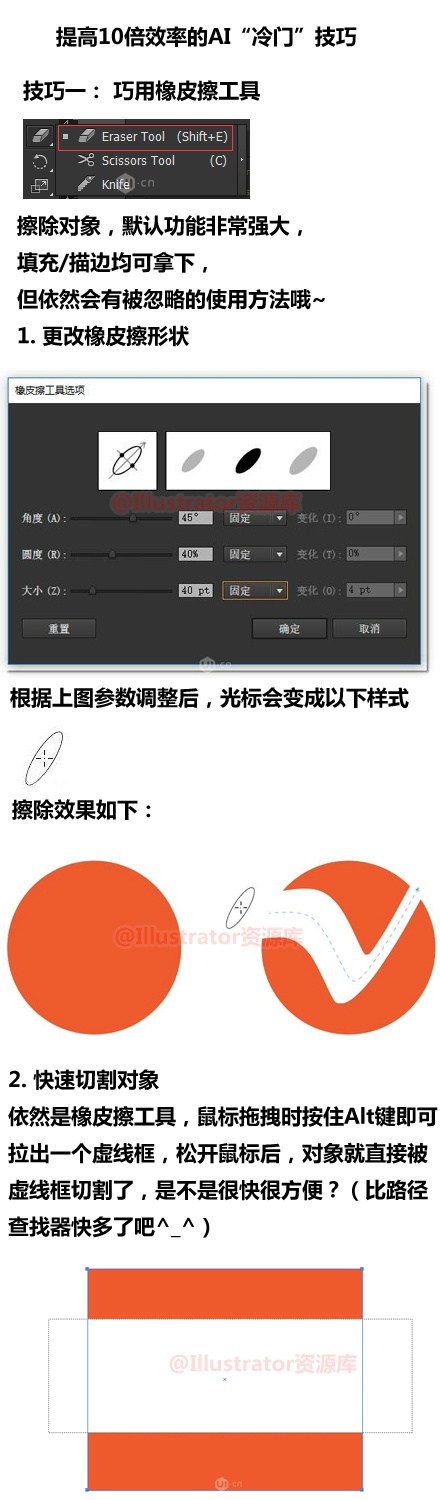 提高10倍效率的AI“冷门”技巧
技巧一： 巧用橡皮擦工具
Eraser Tool (Shift+E)
Scissors Tool (C)
Knife
ui·cn
擦除对象，默认功能非常强大，
填充/描边均可拿下，
但依然会有被忽略的使用方法哦~
1. 更改橡皮擦形状
橡皮擦工具选项
@Illustrator资源库
角度(A): 45° 固定 变化(I): 0°
圆度(R): 40% 固定 变化(T): 0%
大小(Z): 40 pt 固定 变化(O): 4 pt
重置 确定 取消
ui·cn
根据上图参数调整后，光标会变成以下样式
擦除效果如下：
@Illustrator资源库
2. 快速切割对象
依然是橡皮擦工具，鼠标拖拽时按住Alt键即可
拉出一个虚线框，松开鼠标后，对象就直接被
虚线框切割了，是不是很快很方便？（比路径
查找器快多了吧^_^）
@Illustrator资源库
ui·cn